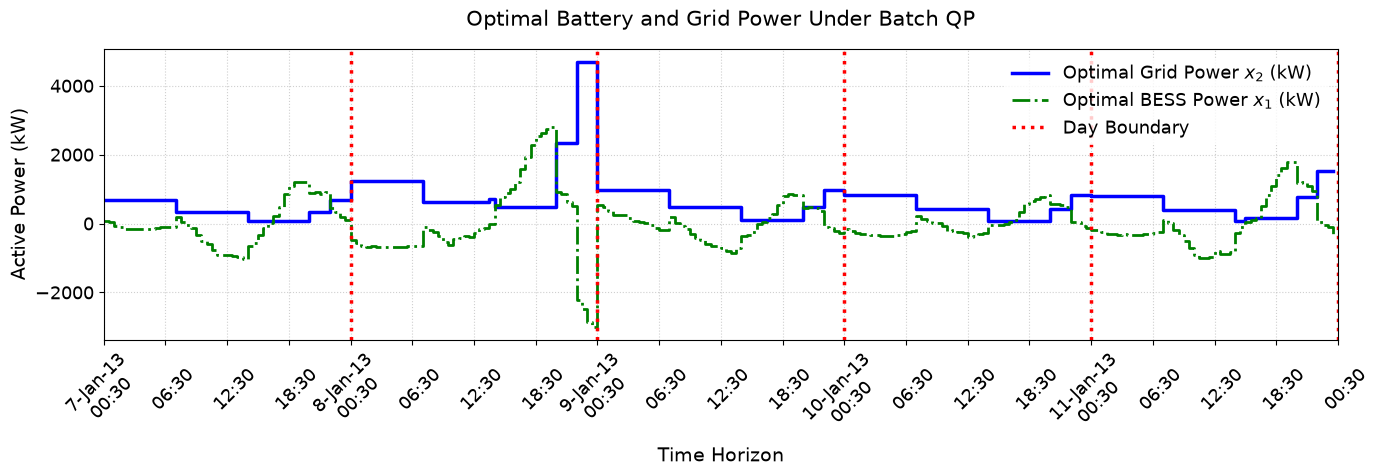 Optimal Battery and Grid Power Under Batch QP
Active Power (kW)
4000
2000
0
−2000
Optimal Grid Power x₂ (kW)
Optimal BESS Power x₁ (kW)
Day Boundary
7-Jan-13
00:30
06:30
12:30
18:30
8-Jan-13
00:30
06:30
12:30
18:30
9-Jan-13
00:30
06:30
12:30
18:30
10-Jan-13
00:30
06:30
12:30
18:30
11-Jan-13
00:30
06:30
12:30
18:30
00:30
Time Horizon